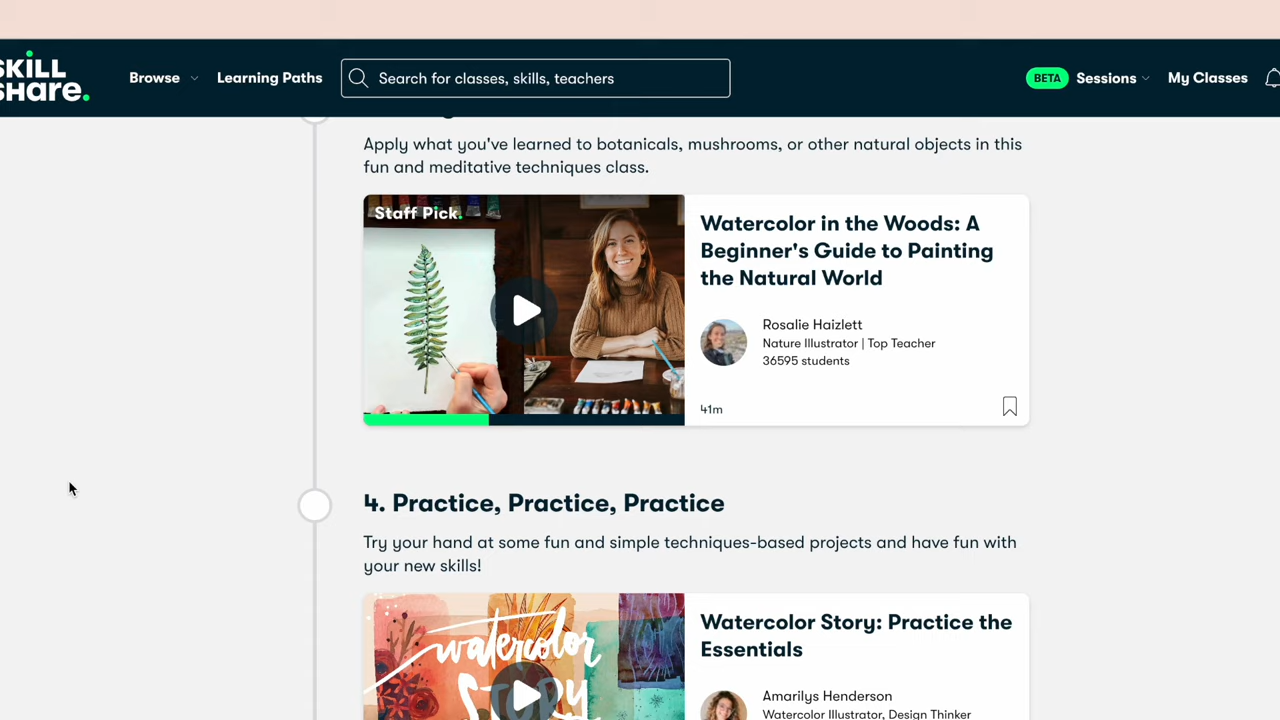 SKILL
SHare.
Browse
Learning Paths
Search for classes, skills, teachers
BETA
Sessions
My Classes
Apply what you've learned to botanicals, mushrooms, or other natural objects in this
fun and meditative techniques class.
Staff Pick.
Watercolor in the Woods: A
Beginner's Guide to Painting
the Natural World
Rosalie Haizlett
Nature Illustrator | Top Teacher
36595 students
41m
4. Practice, Practice, Practice
Try your hand at some fun and simple techniques-based projects and have fun with
your new skills!
watercolor
STORY
Watercolor Story: Practice the
Essentials
Amarilys Henderson
Watercolor Illustrator, Design Thinker